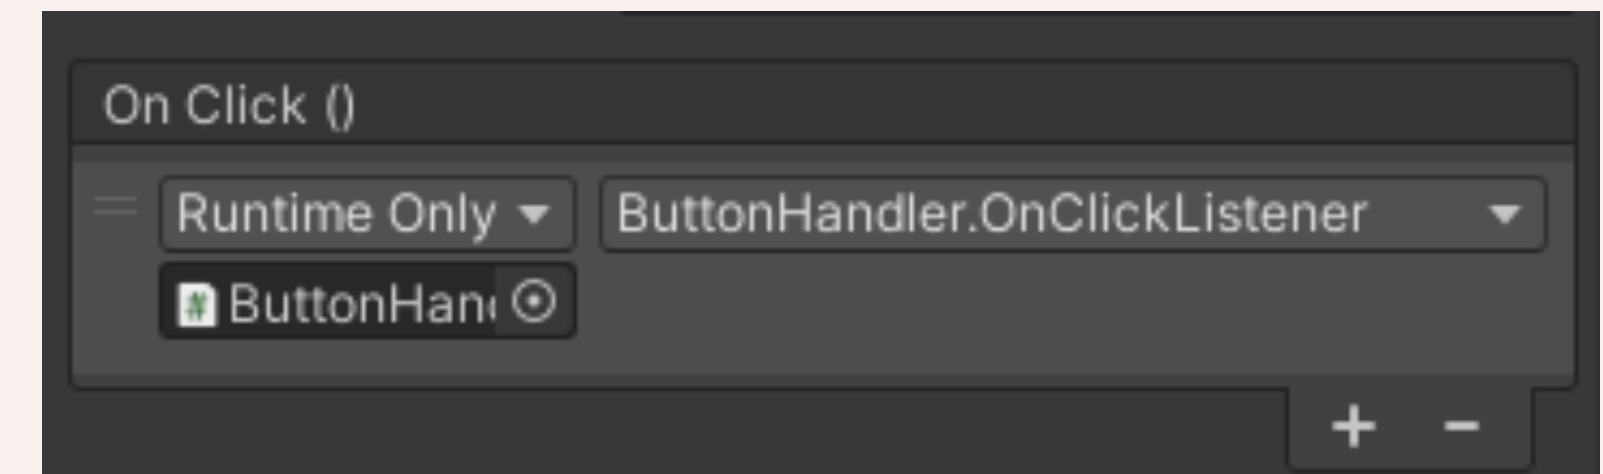 On Click ()
Runtime Only ButtonHandler.OnClickListener
# ButtonHan